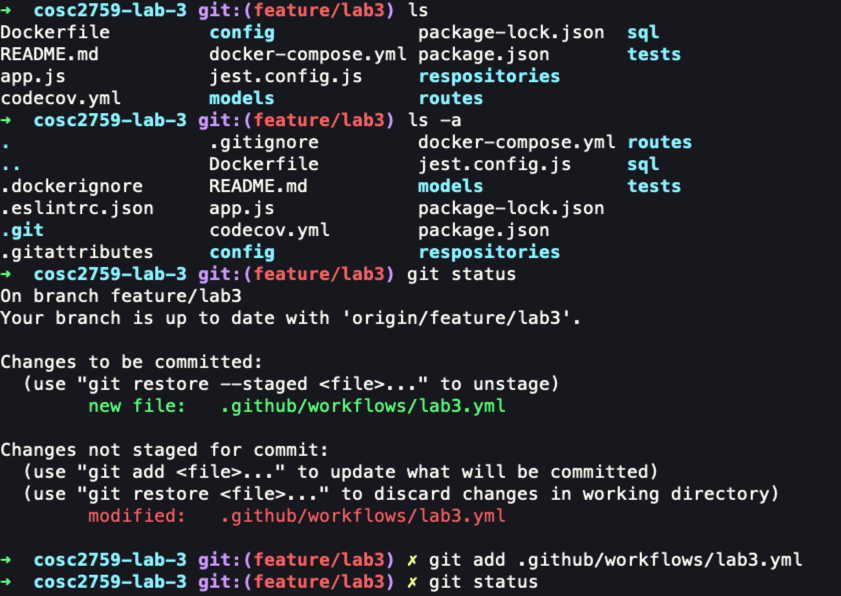 ➜  cosc2759-lab-3 git:(feature/lab3) ls
Dockerfile         config             package-lock.json  sql
README.md          docker-compose.yml package.json       tests
app.js             jest.config.js     respositories
codecov.yml        models             routes
➜  cosc2759-lab-3 git:(feature/lab3) ls -a
.                  .gitignore         docker-compose.yml routes
..                 Dockerfile         jest.config.js     sql
.dockerignore      README.md          models             tests
.eslintrc.json     app.js             package-lock.json
.git               codecov.yml        package.json
.gitattributes     config             respositories
➜  cosc2759-lab-3 git:(feature/lab3) git status
On branch feature/lab3
Your branch is up to date with 'origin/feature/lab3'.

Changes to be committed:
  (use "git restore --staged <file>..." to unstage)
        new file:   .github/workflows/lab3.yml

Changes not staged for commit:
  (use "git add <file>..." to update what will be committed)
  (use "git restore <file>..." to discard changes in working directory)
        modified:   .github/workflows/lab3.yml

➜  cosc2759-lab-3 git:(feature/lab3) ✗ git add .github/workflows/lab3.yml
➜  cosc2759-lab-3 git:(feature/lab3) ✗ git status